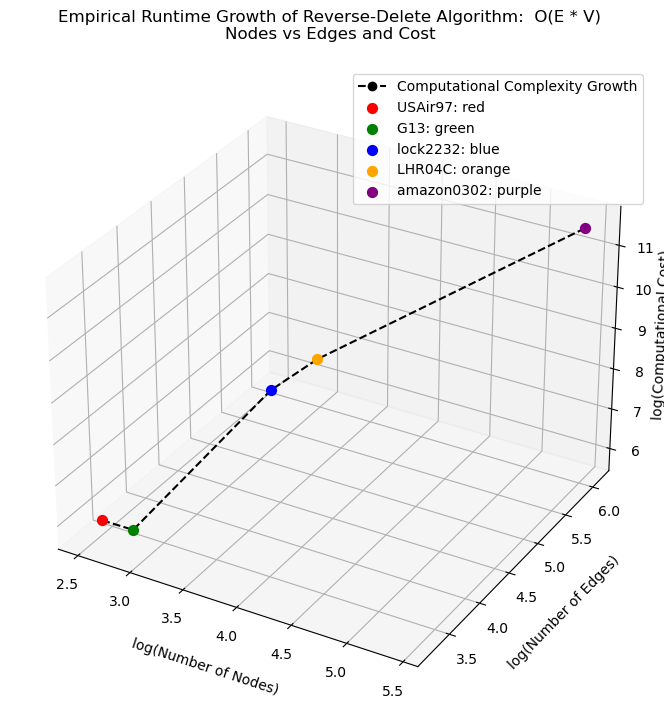 Empirical Runtime Growth of Reverse-Delete Algorithm:  O(E * V)
Nodes vs Edges and Cost
Computational Complexity Growth
USAir97: red
G13: green
lock2232: blue
LHR04C: orange
amazon0302: purple
11
10
9
8
7
6
log(Computational Cost)
6.0
5.5
5.0
4.5
4.0
3.5
log(Number of Edges)
2.5
3.0
3.5
4.0
4.5
5.0
5.5
log(Number of Nodes)